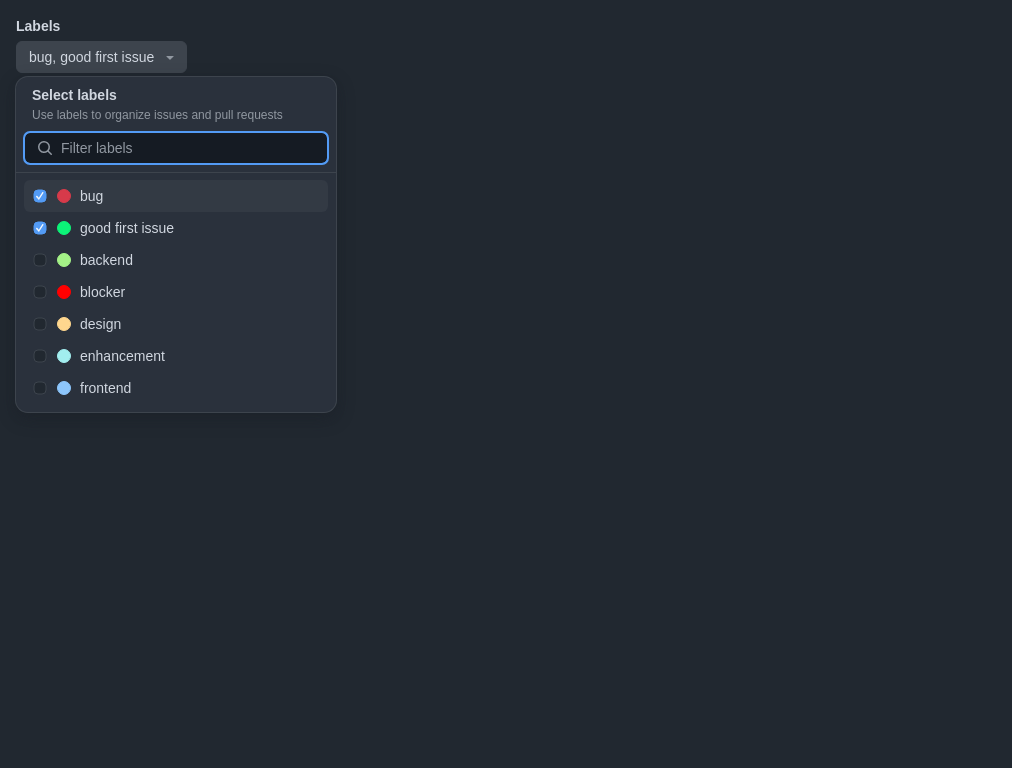 Labels
bug, good first issue
Select labels
Use labels to organize issues and pull requests
Filter labels
bug
good first issue
backend
blocker
design
enhancement
frontend